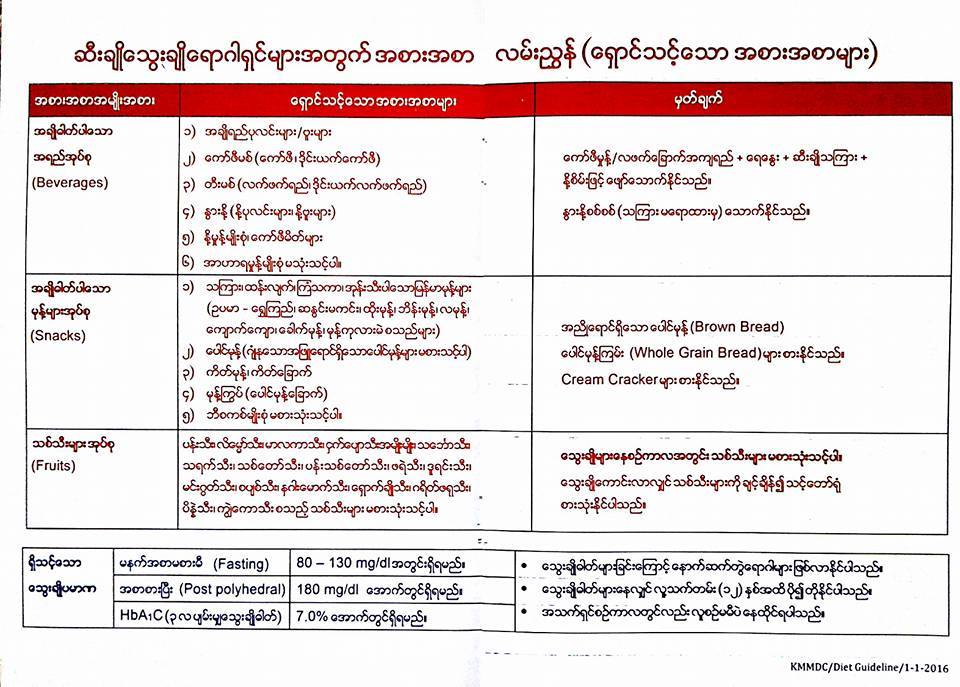 ဆီးချိုသွေးချိုရောဂါရှင်များအတွက် အစားအစာ လမ်းညွှန် (ရှောင်သင့်သော အစားအစာများ)
အစားအစာအမျိုးအစား
ရှောင်သင့်သော အစားအစာများ
မှတ်ချက်
အချိုဓါတ်ပါသော
အရည်အုပ်စု
(Beverages)
၁) အချိုရည်ပုလင်းများ/ဗူးများ
၂) ကော်ဖီမစ် (ကော်ဖီ၊ ဒိုင်းယက်ကော်ဖီ)
၃) တီးမစ် (လက်ဖက်ရည်၊ ဒိုင်းယက်လက်ဖက်ရည်)
၄) နွားနို့ (နို့ပုလင်းများ၊ နို့ဗူးများ)
၅) နို့မှုန့်မျိုးစုံ၊ ကော်ဖီမိတ်များ
၆) အာဟာရမှုန့်မျိုးစုံ မသုံးသင့်ပါ။
ကော်ဖီမှုန့်/လဖက်ခြောက်အကျရည် + ရေနွေး + ဆီးချိုသကြား +
နို့စိမ်းဖြင့် ဖျော်သောက်နိုင်သည်။
နွားနို့စစ်စစ် (သကြား မရောထားမှ) သောက်နိုင်သည်။
အချိုဓါတ်ပါသော
မုန့်များအုပ်စု
(Snacks)
၁) သကြား၊ ထန်းလျက်၊ ကြံသကာ၊ အုန်းသီးပါသောမြန်မာမုန့်များ
(ဥပမာ - ရွှေကြည်၊ ဆနွင်းမကင်း၊ ထိုးမုန့်၊ ဘိန်းမုန့်၊ လမုန့်၊
ကျောက်ကျော၊ ခေါက်မုန့်၊ မုန့်ကုလားမဲ စသည်များ)
၂) ပေါင်မုန့် (ဂျုံနုသောအဖြူရောင်ရှိသောပေါင်မုန့်များ မစားသင့်ပါ)
၃) ကိတ်မုန့်၊ ကိတ်ခြောက်
၄) မုန့်ကြွပ် (ပေါင်မုန့်ခြောက်)
၅) ဘီစကစ်မျိုးစုံ မစားသုံးသင့်ပါ။
အညိုရောင်ရှိသော ပေါင်မုန့် (Brown Bread)
ပေါင်မုန့်ကြမ်း (Whole Grain Bread)များ စားနိုင်သည်။
Cream Crackerများ စားနိုင်သည်။
သစ်သီးများ အုပ်စု
(Fruits)
ပန်းသီး၊ လိမ္မော်သီး၊ မာလကာသီး၊ ငှက်ပျောသီးအမျိုးမျိုး၊ သင်္ဘောသီး၊
သရက်သီး၊ သစ်တော်သီး၊ ပန်းသစ်တော်သီး၊ ဖရဲသီး၊ ဒူးရင်းသီး၊
မင်းဂွတ်သီး၊ စပျစ်သီး၊ နဂါးမောက်သီး၊ ရှောက်ချိုသီး၊ ဂရိတ်ဖရုသီး၊
ပိန္နဲသီး၊ ကျွဲကောသီး စသည့် သစ်သီးများ မစားသုံးသင့်ပါ။
သွေးချိုများနေစဉ်ကာလအတွင်း သစ်သီးများ မစားသုံးသင့်ပါ။
သွေးချိုကောင်းလာလျှင် သစ်သီးများကို ချင့်ချိန်၍ သင့်တော်ရုံ
စားသုံးနိုင်ပါသည်။
ရှိသင့်သော
သွေးချိုပမာဏ
မနက်အစာမစားမီ (Fasting)
80 – 130 mg/dl အတွင်းရှိရမည်။
အစာစားပြီး (Post polyhedral)
180 mg/dl အောက်တွင်ရှိရမည်။
HbA1C (၃ လ ပျမ်းမျှသွေးချိုဓါတ်)
7.0% အောက်တွင်ရှိရမည်။
• သွေးချိုဓါတ်များခြင်းကြောင့် နောက်ဆက်တွဲရောဂါများ ဖြစ်လာနိုင်ပါသည်။
• သွေးချိုဓါတ်များနေလျှင် လူ့သက်တမ်း (၁၂) နှစ်အထိ ပို၍ တိုနိုင်ပါသည်။
• အသက်ရှင်စဉ်ကာလတွင်လည်း လူစဉ်မမီပဲ နေထိုင်ရပါသည်။
KMMDC/Diet Guideline/1-1-2016